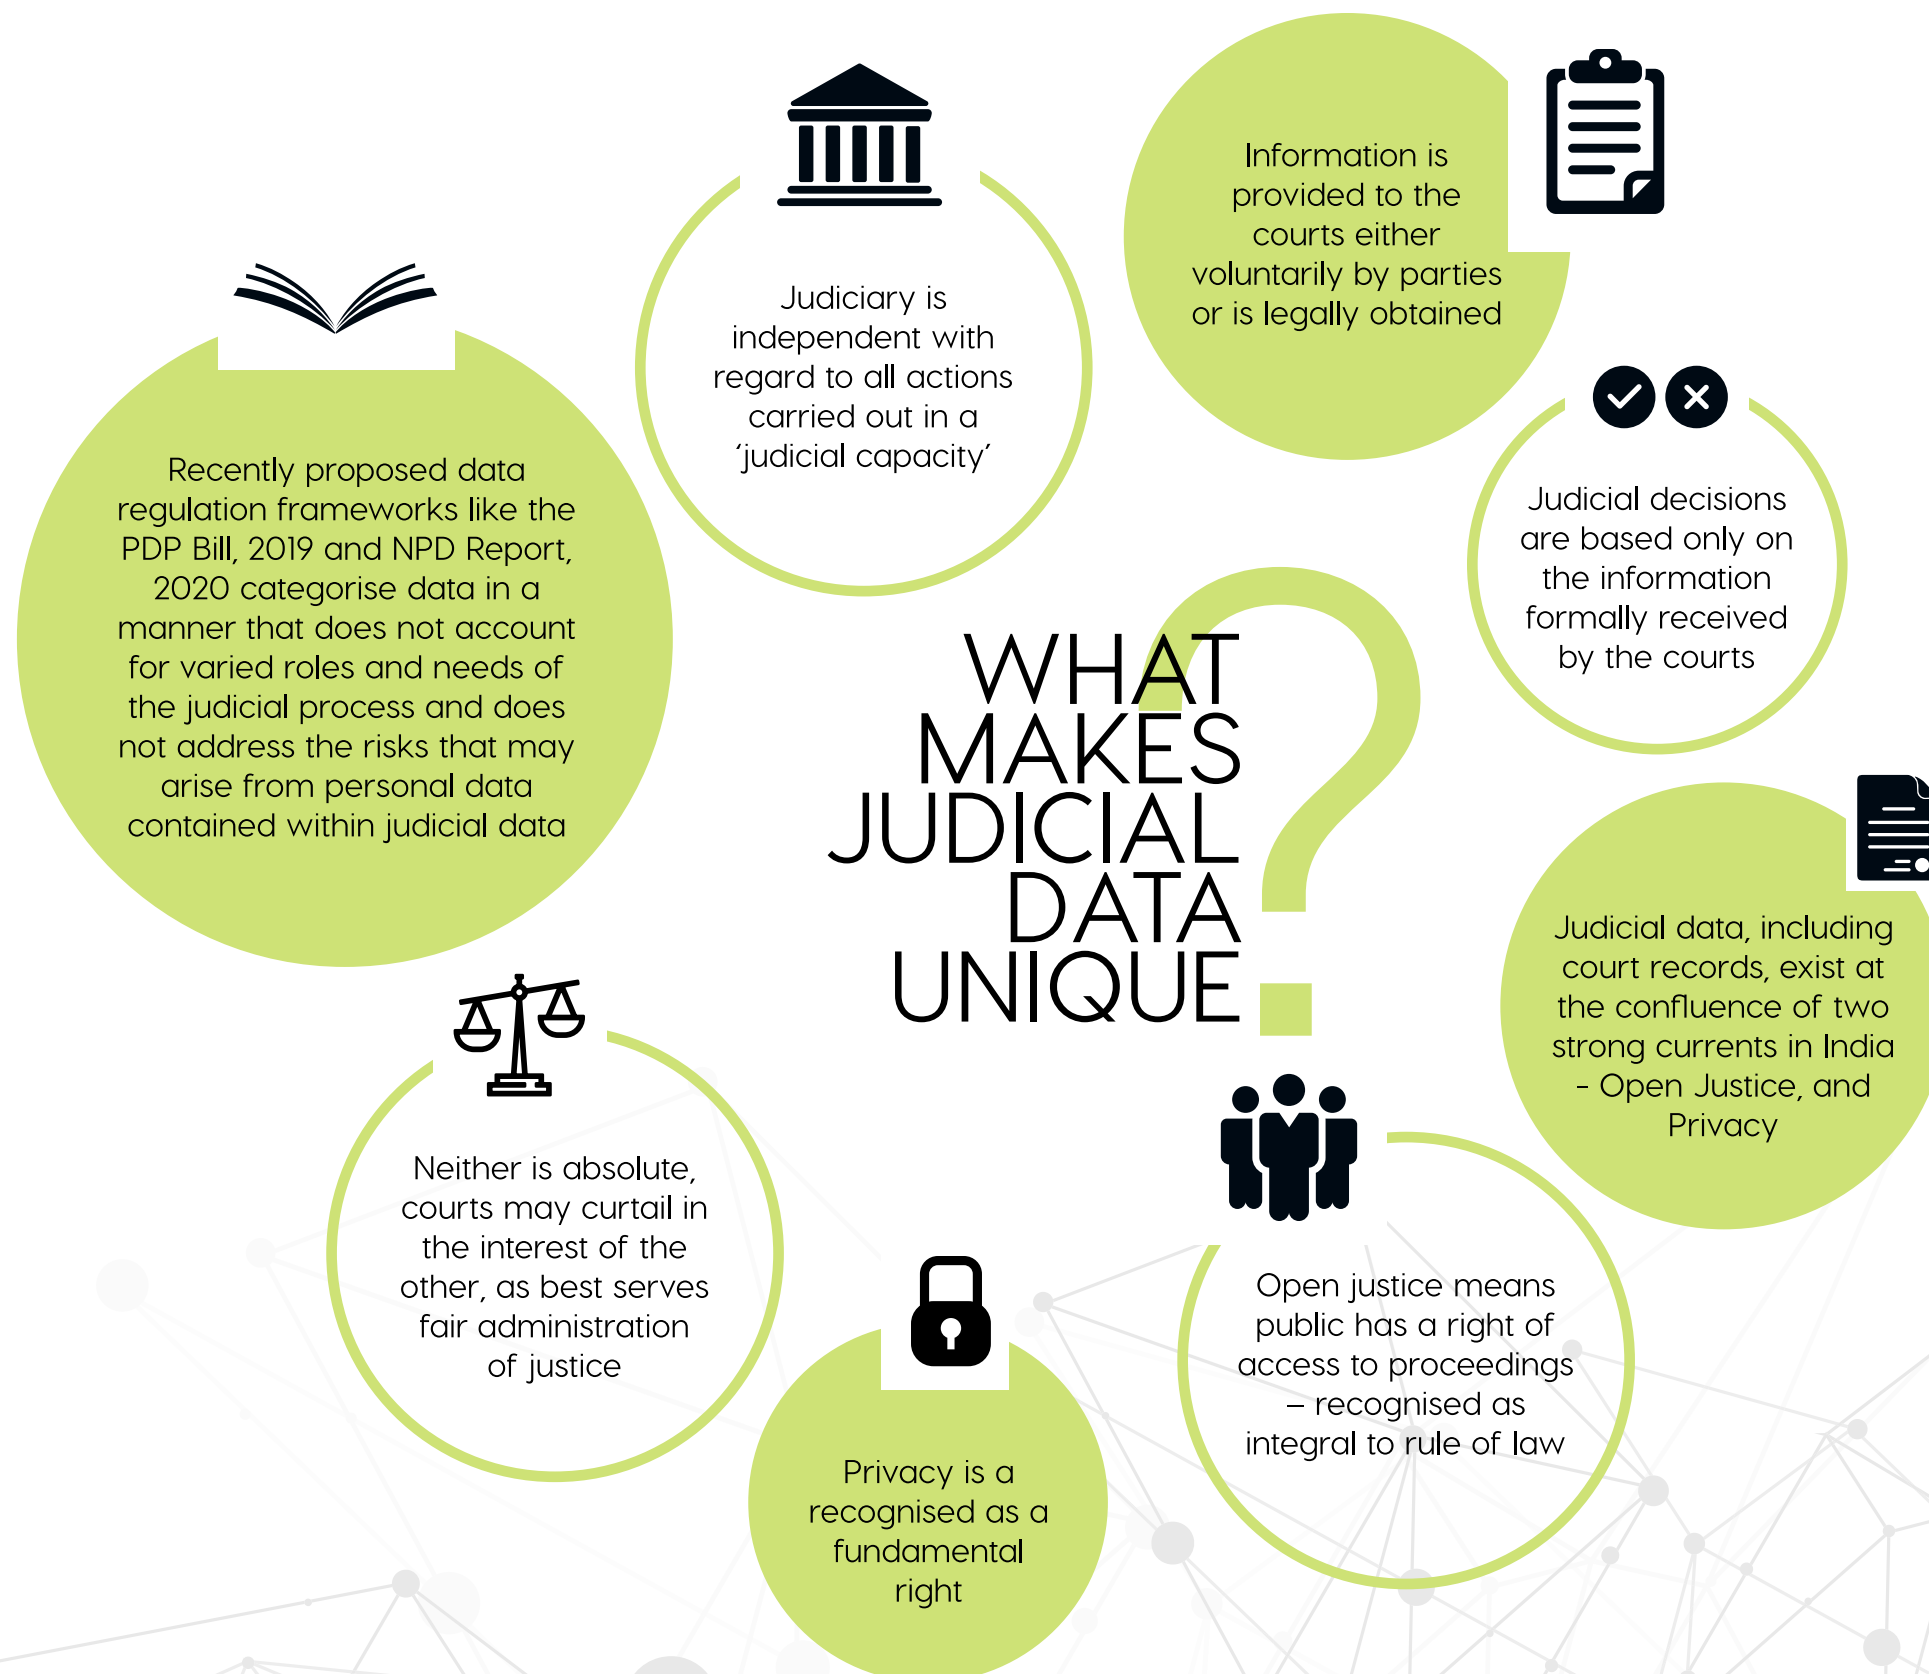 WHAT
MAKES
JUDICIAL
DATA
UNIQUE
?
Judiciary is
independent with
regard to all actions
carried out in a
‘judicial capacity’
Information is
provided to the
courts either
voluntarily by parties
or is legally obtained
Judicial decisions
are based only on
the information
formally received
by the courts
Judicial data, including
court records, exist at
the confluence of two
strong currents in India
- Open Justice, and
Privacy
Open justice means
public has a right of
access to proceedings
– recognised as
integral to rule of law
Privacy is a
recognised as a
fundamental
right
Neither is absolute,
courts may curtail in
the interest of the
other, as best serves
fair administration
of justice
Recently proposed data
regulation frameworks like the
PDP Bill, 2019 and NPD Report,
2020 categorise data in a
manner that does not account
for varied roles and needs of
the judicial process and does
not address the risks that may
arise from personal data
contained within judicial data